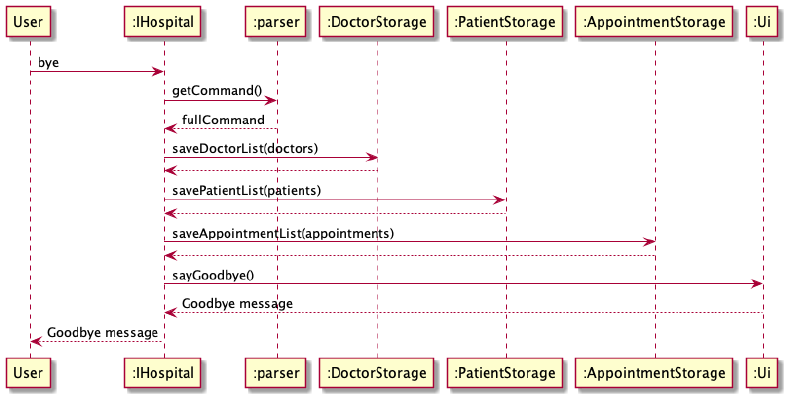 User :IHospital :parser :DoctorStorage :PatientStorage :AppointmentStorage :Ui
bye
getCommand()
fullCommand
saveDoctorList(doctors)
savePatientList(patients)
saveAppointmentList(appointments)
sayGoodbye()
Goodbye message
Goodbye message
User :IHospital :parser :DoctorStorage :PatientStorage :AppointmentStorage :Ui